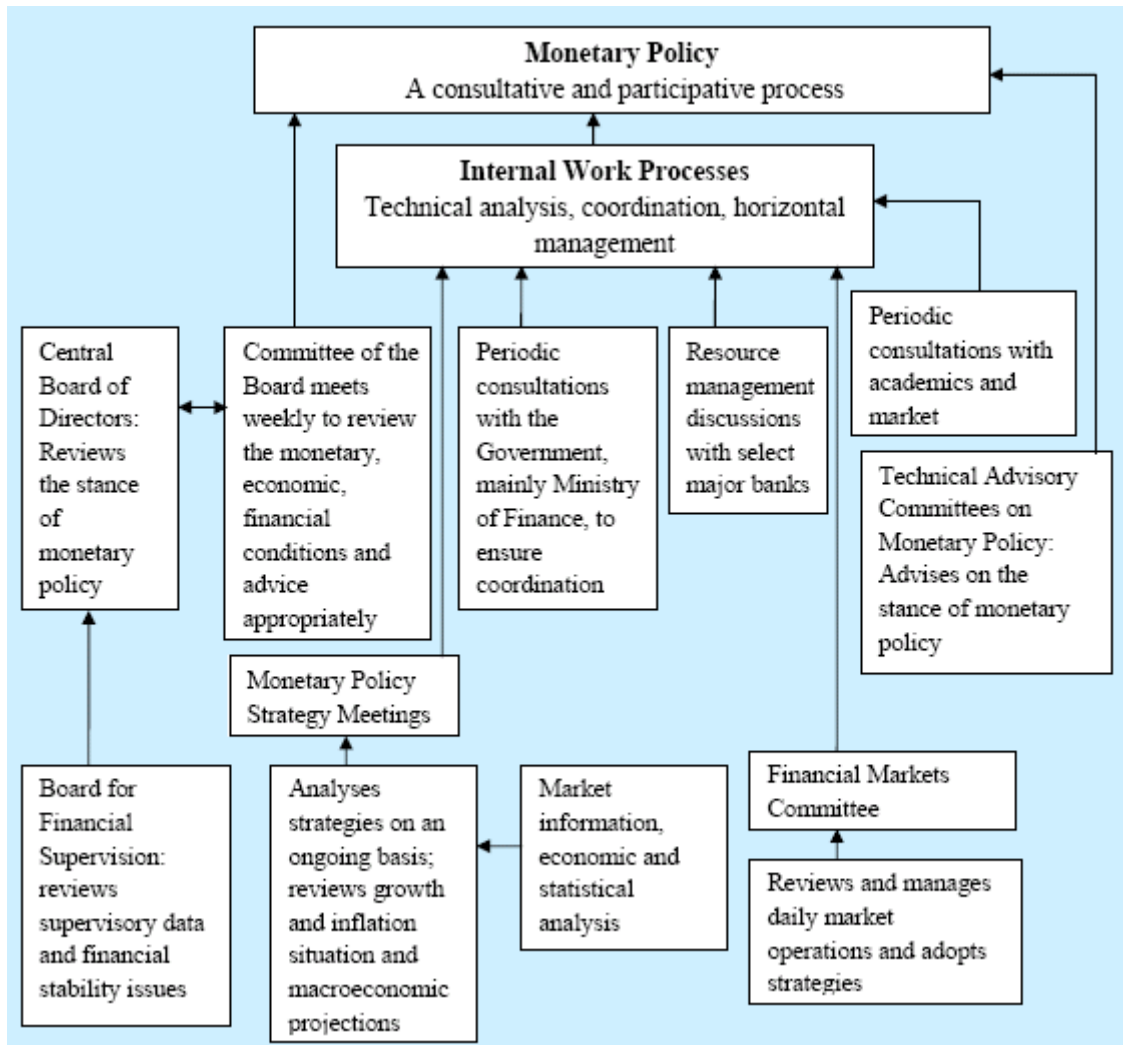 Monetary Policy
A consultative and participative process
Internal Work Processes
Technical analysis, coordination, horizontal
management
Central
Board of
Directors:
Reviews
the stance
of
monetary
policy
Committee of the
Board meets
weekly to review
the monetary,
economic,
financial
conditions and
advice
appropriately
Periodic
consultations
with the
Government,
mainly Ministry
of Finance, to
ensure
coordination
Resource
management
discussions
with select
major banks
Periodic
consultations with
academics and
market
Technical Advisory
Committees on
Monetary Policy:
Advises on the
stance of monetary
policy
Monetary Policy
Strategy Meetings
Board for
Financial
Supervision:
reviews
supervisory data
and financial
stability issues
Analyses
strategies on an
ongoing basis;
reviews growth
and inflation
situation and
macroeconomic
projections
Market
information,
economic and
statistical
analysis
Financial Markets
Committee
Reviews and manages
daily market
operations and adopts
strategies